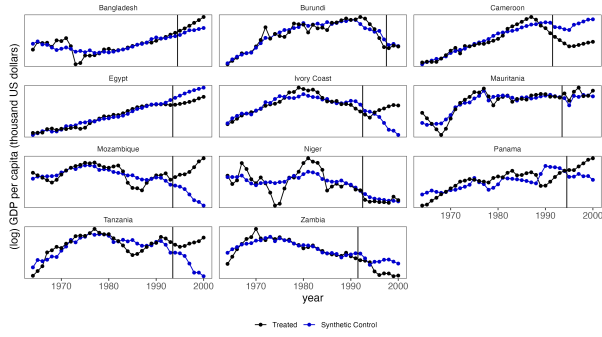 Bangladesh
Burundi
Cameroon
Egypt
Ivory Coast
Mauritania
Mozambique
Niger
Panama
Tanzania
Zambia
(log) GDP per capita (thousand US dollars)
1970 1980 1990 2000
1970 1980 1990 2000
1970 1980 1990 2000
year
Treated Synthetic Control